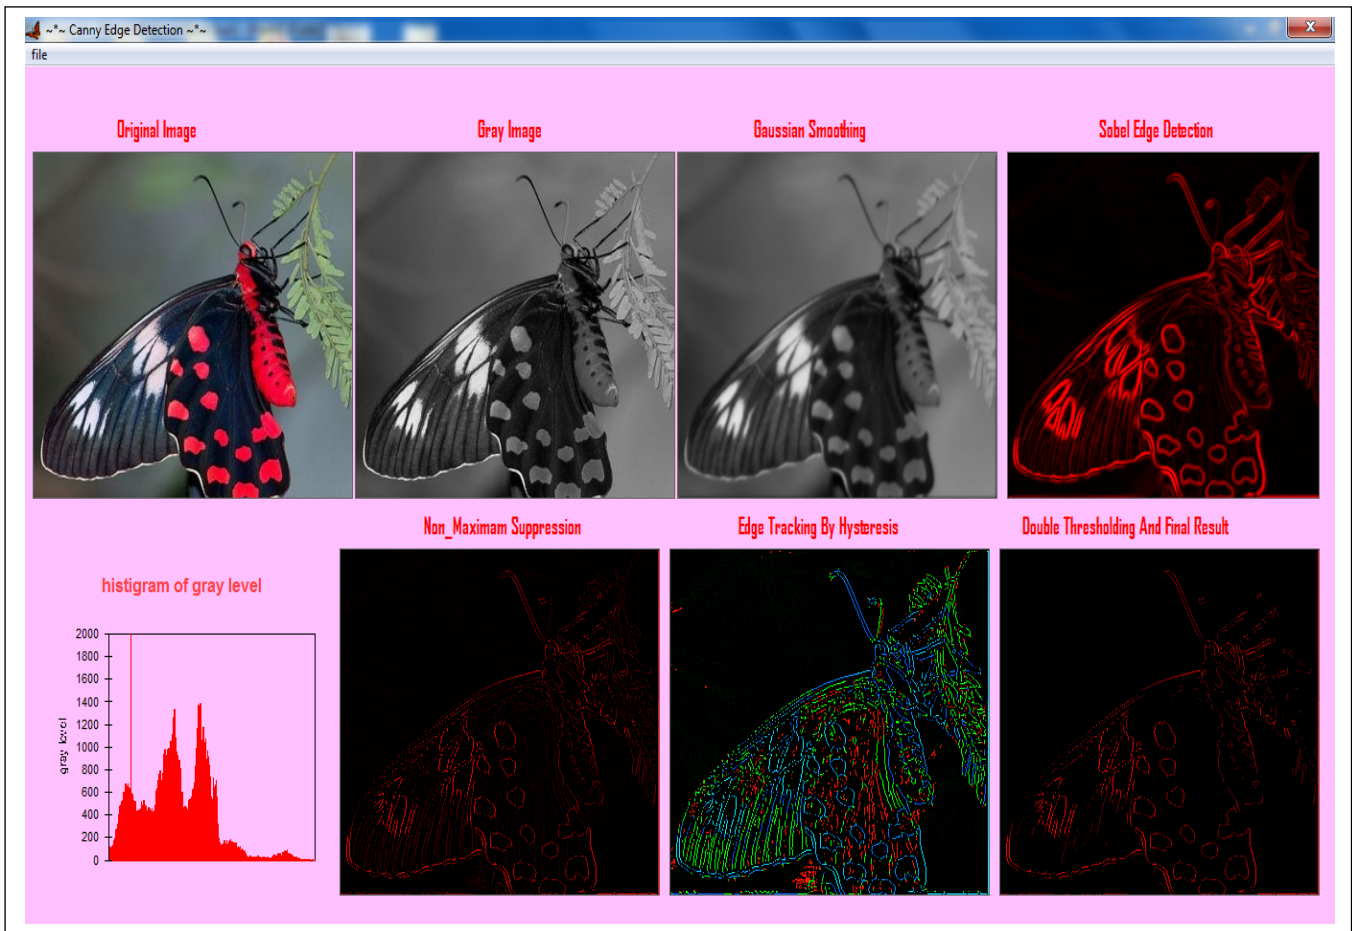 ~*~ Canny Edge Detection ~*~
file
Original Image
Gray Image
Gaussian Smoothing
Sobel Edge Detection
Non_Maximam Suppression
Edge Tracking By Hysteresis
Double Thresholding And Final Result
histigram of gray level
2000
1800
1600
1400
1200
1000
800
600
400
200
0
gray level